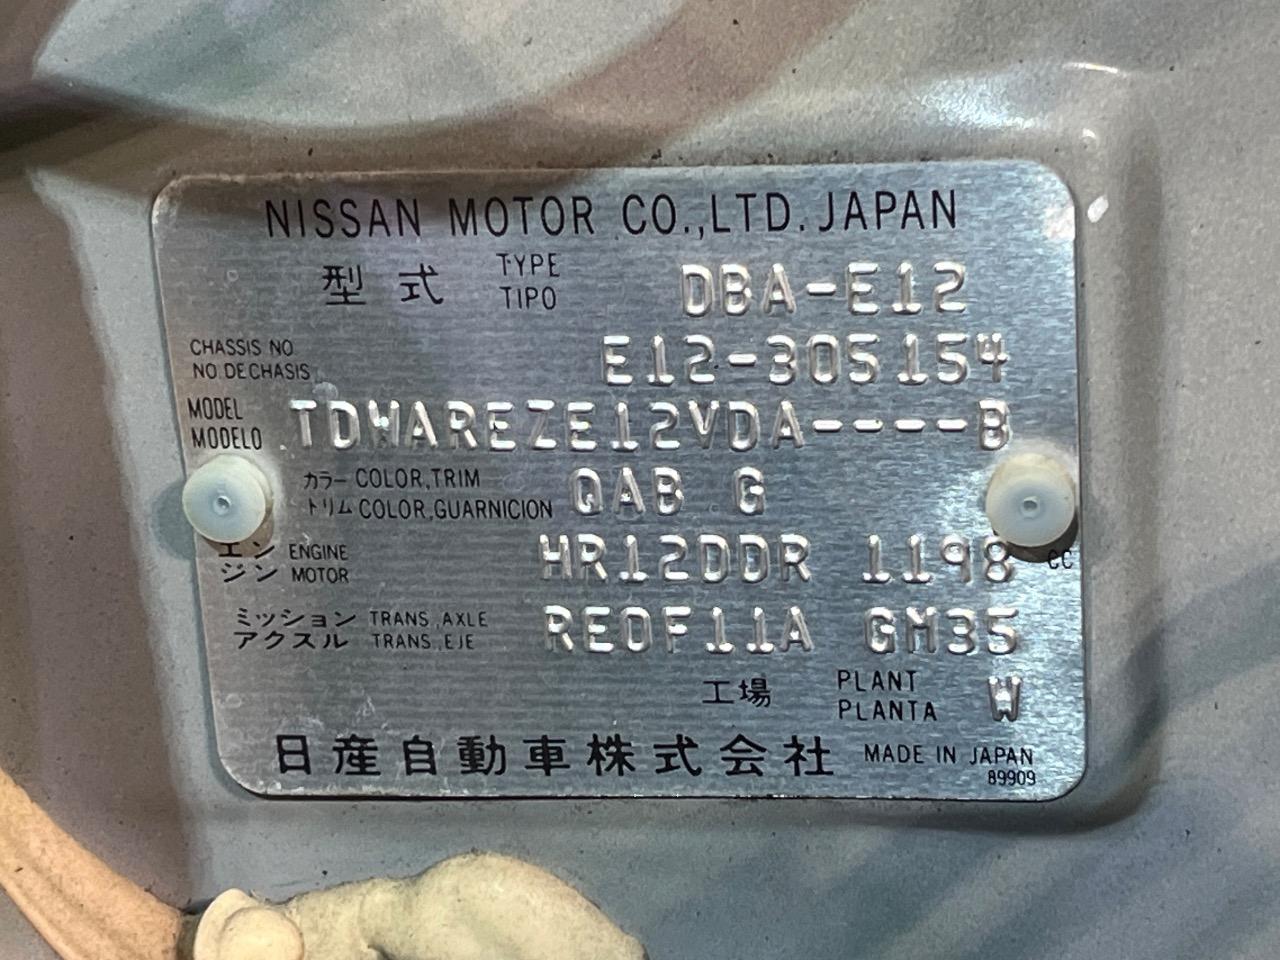 NISSAN MOTOR CO.,LTD. JAPAN
型式 TYPE TIPO DBA-E12
CHASSIS NO
NO.DECHASIS E12-305154
MODEL
MODELO TDWAREZE12VDA----B
カラー COLOR,TRIM
トリム COLOR,GUARNICION QAB G
エン ENGINE
ジン MOTOR HR12DDR 1198 CC
ミッション TRANS.,AXLE
アクスル TRANS.,EJE RE0F11A GM35
工場 PLANT PLANTA W
日産自動車株式会社 MADE IN JAPAN
89909